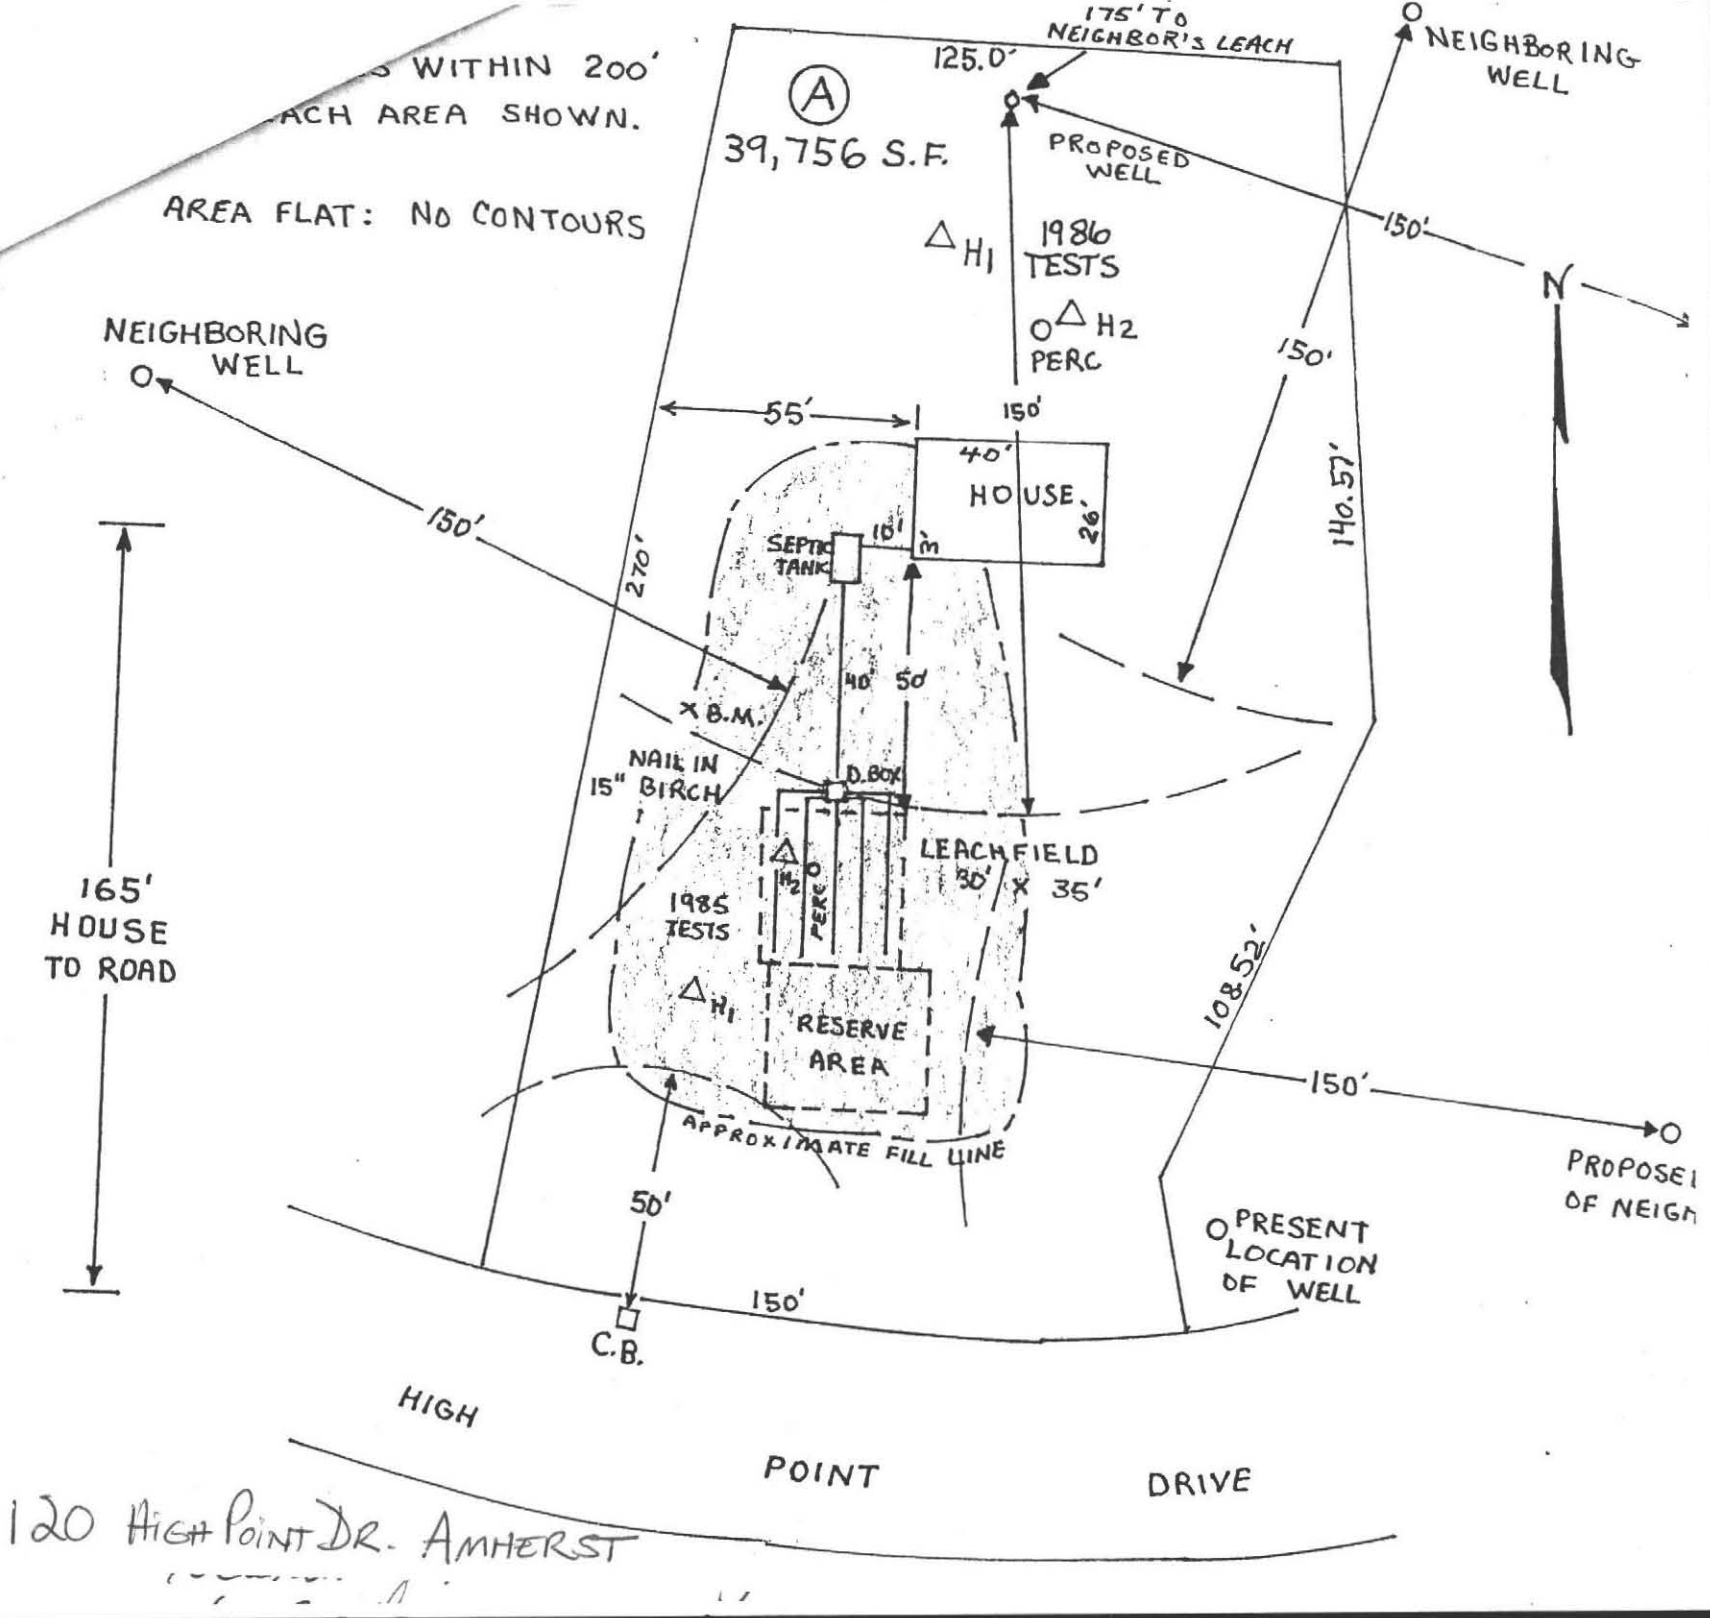 WITHIN 200'
AREA SHOWN.
AREA FLAT: NO CONTOURS
175' TO
NEIGHBOR'S LEACH
125.0'
A
39,756 S.F.
PROPOSED
WELL
NEIGHBORING
WELL
150'
N
H1
1986
TESTS
H2
PERC
150'
NEIGHBORING
WELL
55'
150'
40'
HOUSE
26'
140.57'
150'
270'
SEPTIC
TANK
10'
3'
40'
50'
X B.M.
NAIL IN
15" BIRCH
D.BOX
LEACHFIELD
30' X 35'
H2
PERC
1985
TESTS
H1
165'
HOUSE
TO ROAD
RESERVE
AREA
108.52'
150'
APPROXIMATE FILL LINE
50'
OF
PRESENT
LOCATION
OF WELL
150'
C.B.
HIGH POINT DRIVE
120 HIGH POINT DR. AMHERST